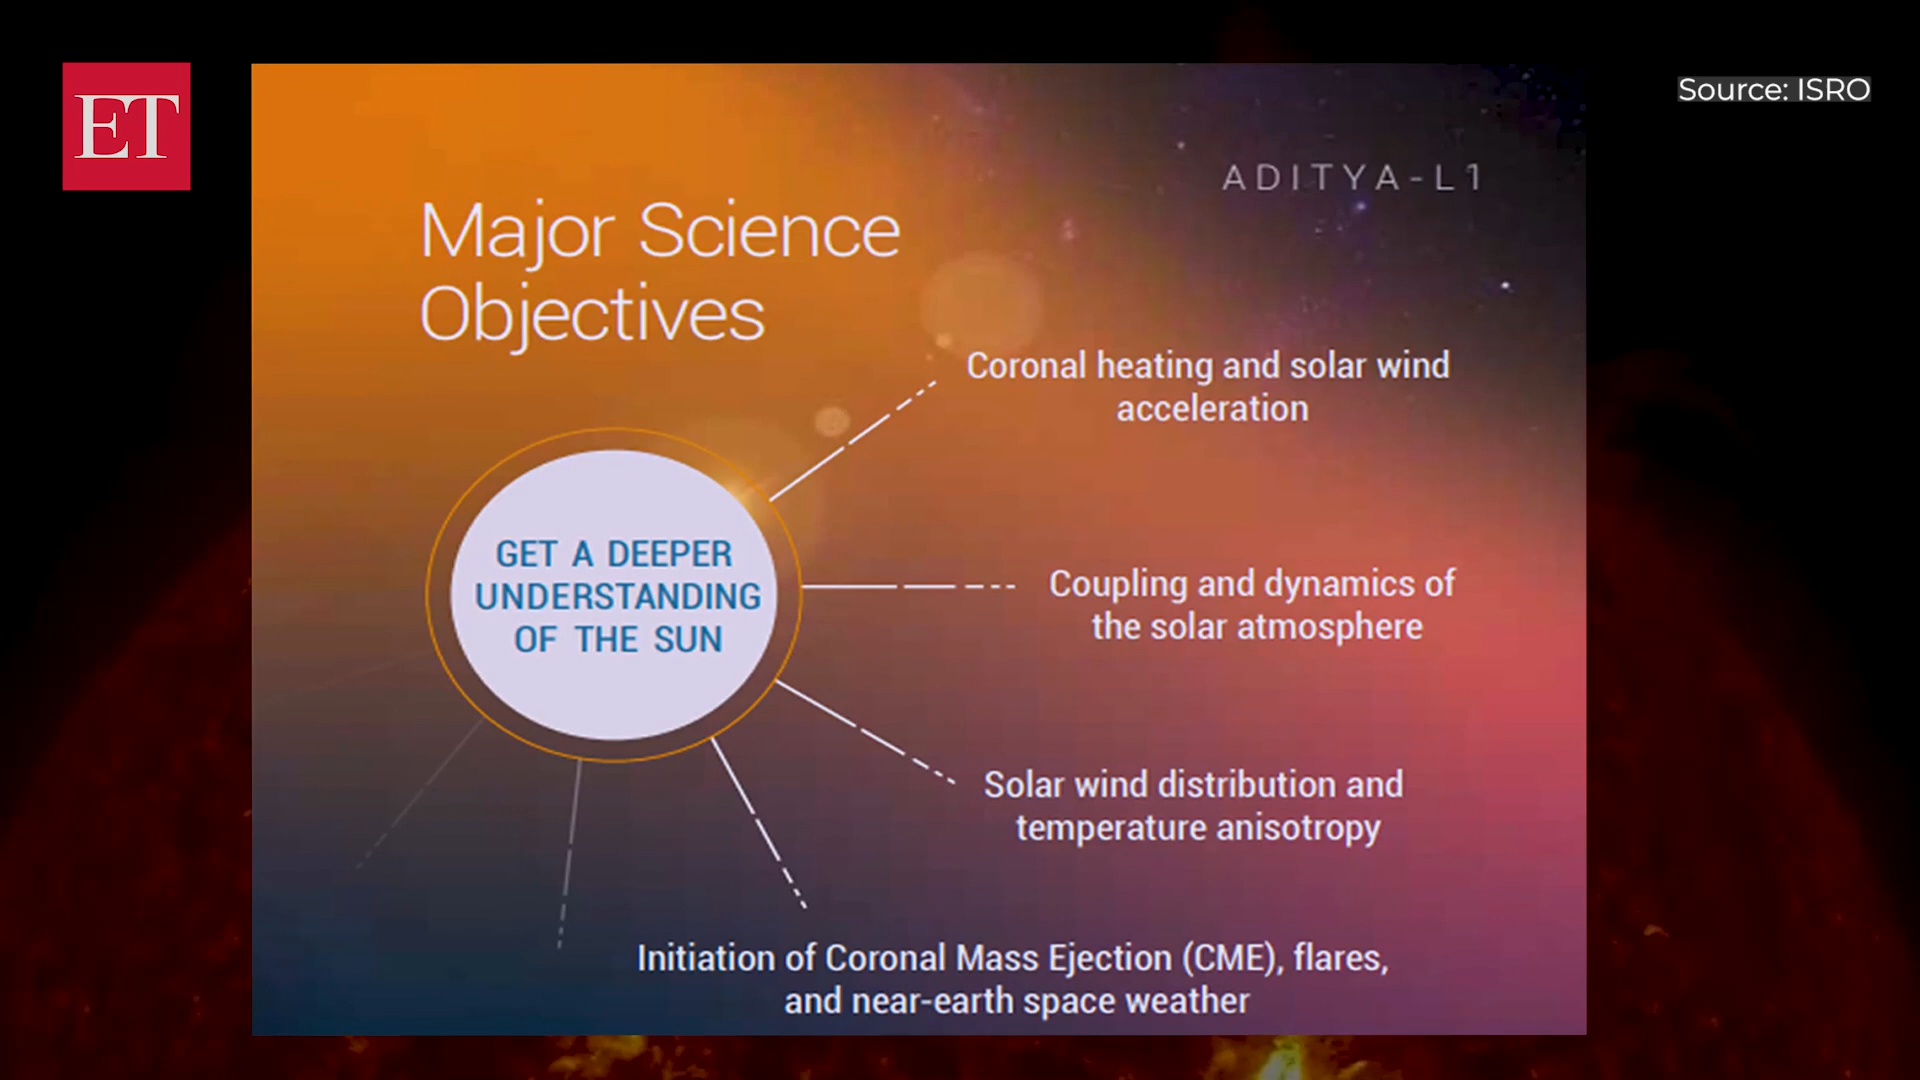 ET
Source: ISRO
ADITYA-L1
Major Science
Objectives
Coronal heating and solar wind
acceleration
GET A DEEPER
UNDERSTANDING
OF THE SUN
Coupling and dynamics of
the solar atmosphere
Solar wind distribution and
temperature anisotropy
Initiation of Coronal Mass Ejection (CME), flares,
and near-earth space weather